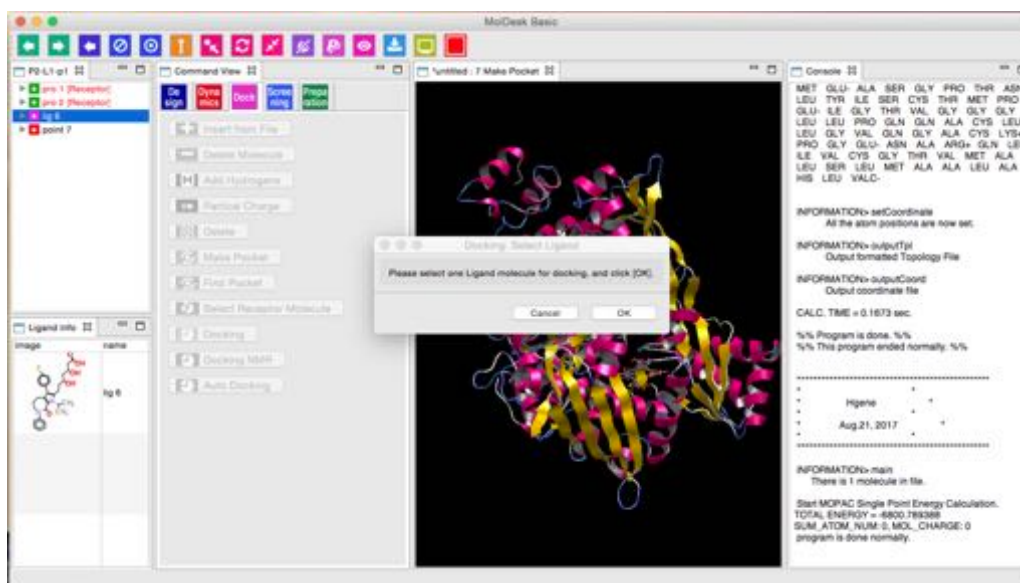 MolDesk Basic
P2-L1-p1
pro 1 [Receptor]
pro 2 [Receptor]
lig 6
point 7
Command View
De sign
Dyna mics
Dock
Scree ning
Prepa ration
Insert from File
Delete Molecule
Add Hydrogens
Partical Charge
Delete
Make Pocket
Find Pocket
Select Receptor Molecule
Docking
Docking NMR
Auto Docking
*untitled : 7 Make Pocket
Docking: Select Ligand
Please select one Ligand molecule for docking, and click [OK].
Cancel
OK
Ligand Info
image
name
lig 6
Console
MET GLU- ALA SER GLY PRO THR ASN
LEU TYR ILE SER CYS THR MET PRO
GLU- ILE GLY THR VAL GLY GLY GLY
LEU LEU PRO GLN GLN ALA CYS LEU
LEU GLY VAL GLN GLY ALA CYS LYS+
PRO GLY GLU- ASN ALA ARG+ GLN LE
ILE VAL CYS GLY THR VAL MET ALA
LEU SER LEU MET ALA ALA LEU ALA
HIS LEU VALC-
INFORMATION> setCoordinate
All the atom positions are now set.
INFORMATION> outputTpl
Output formatted Topology File
INFORMATION> outputCoord
Output coordinate file
CALC. TIME = 0.1673 sec.
%% Program is done. %%
%% This program ended normally. %%
Hgene
Aug.21, 2017
INFORMATION> main
There is 1 molecule in file.
Start MOPAC Single Point Energy Calculation.
TOTAL ENERGY = -6800.789388
SUM_ATOM_NUM: 0, MOL_CHARGE: 0
program is done normally.